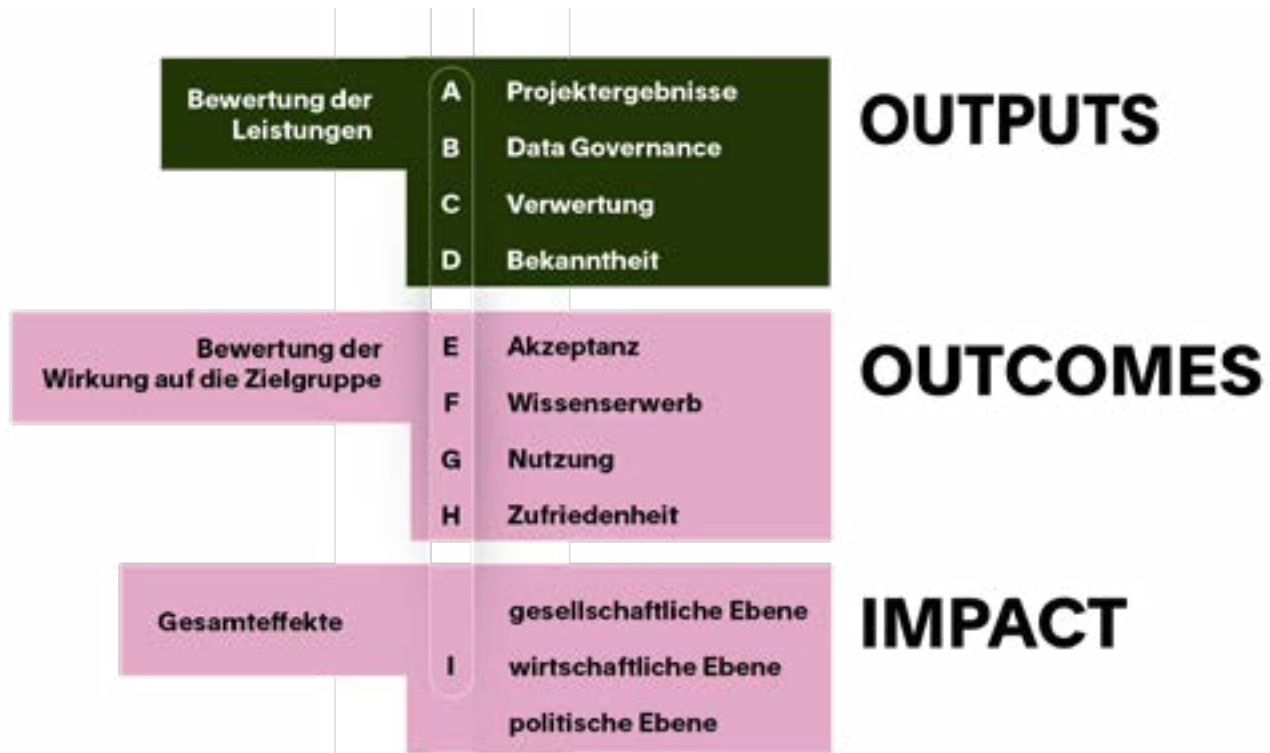 Bewertung der
Leistungen
A Projektergebnisse
B Data Governance
C Verwertung
D Bekanntheit
OUTPUTS
Bewertung der
Wirkung auf die Zielgruppe
E Akzeptanz
F Wissenserwerb
G Nutzung
H Zufriedenheit
OUTCOMES
Gesamteffekte
gesellschaftliche Ebene
I wirtschaftliche Ebene
politische Ebene
IMPACT